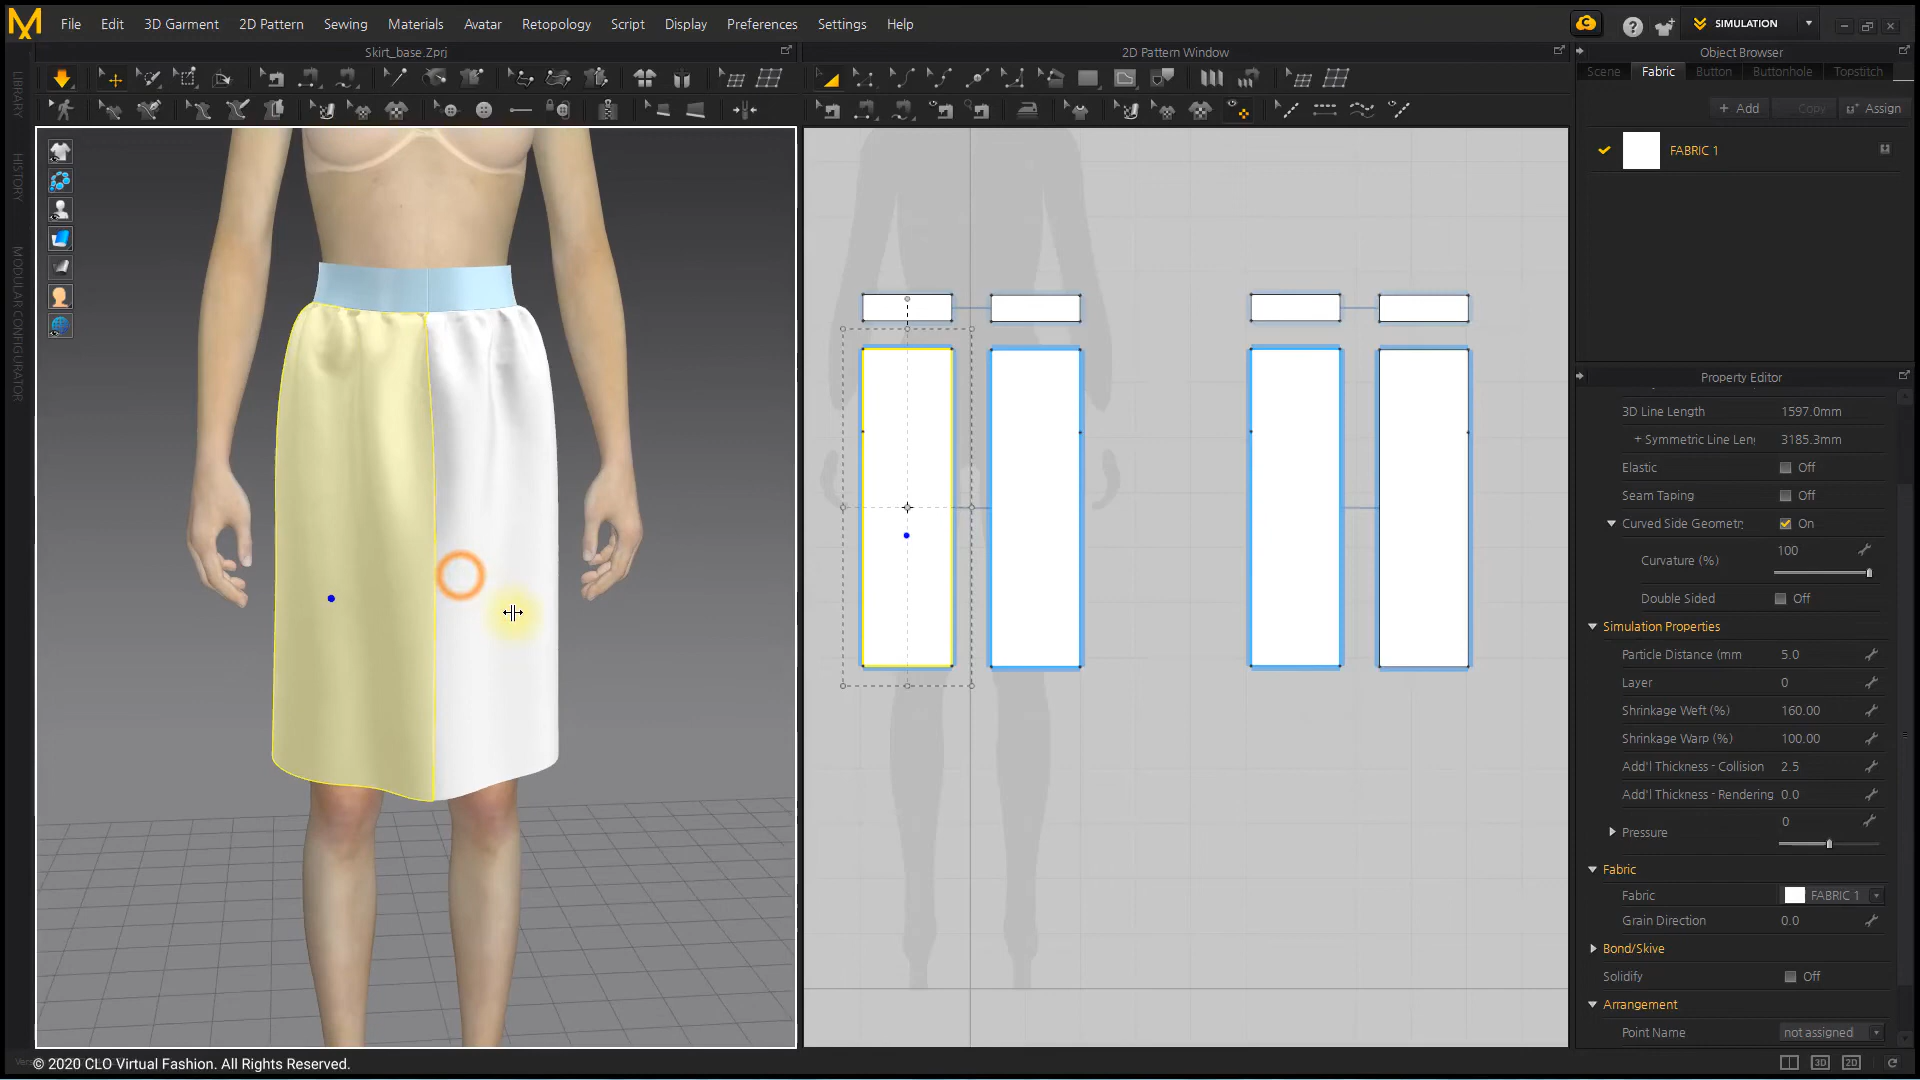 File Edit 3D Garment 2D Pattern Sewing Materials Avatar Retopology Script Display Preferences Settings Help
SIMULATION
Skirt_base.Zprj
2D Pattern Window
Object Browser
Scene Fabric Button Buttonhole Topstitch
+ Add Copy Assign
FABRIC 1
LIBRARY
HISTORY
MODULAR CONFIGURATOR
Property Editor
3D Line Length 1597.0mm
+ Symmetric Line Len 3185.3mm
Elastic Off
Seam Taping Off
Curved Side Geometr On
Curvature (%) 100
Double Sided Off
Simulation Properties
Particle Distance (mm 5.0
Layer 0
Shrinkage Weft (%) 160.00
Shrinkage Warp (%) 100.00
Add'l Thickness - Collision 2.5
Add'l Thickness - Rendering 0.0
Pressure 0
Fabric
Fabric FABRIC 1
Grain Direction 0.0
Bond/Skive
Solidify Off
Arrangement
Point Name not assigned
© 2020 CLO Virtual Fashion. All Rights Reserved.
3D 2D